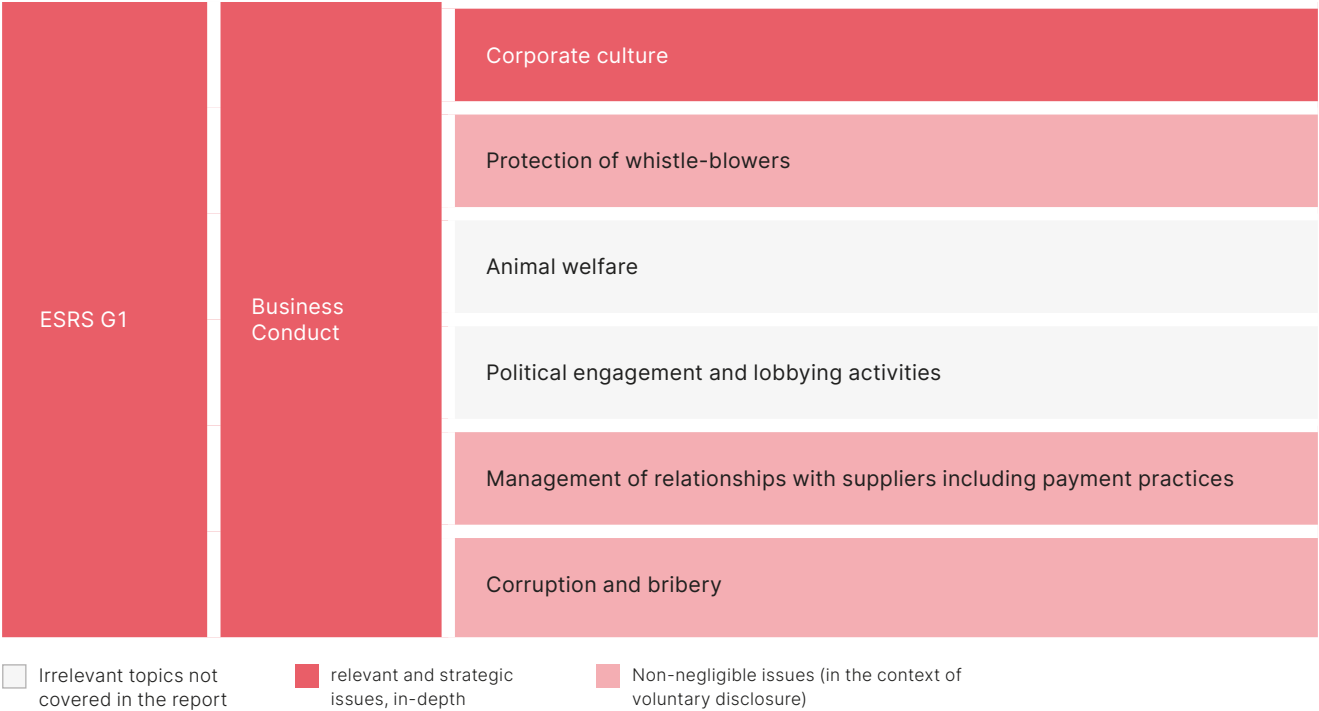 Corporate culture
Protection of whistle-blowers
Animal welfare
ESRS G1
Business
Conduct
Political engagement and lobbying activities
Management of relationships with suppliers including payment practices
Corruption and bribery
Irrelevant topics not
covered in the report
relevant and strategic
issues, in-depth
Non-negligible issues (in the context of
voluntary disclosure)